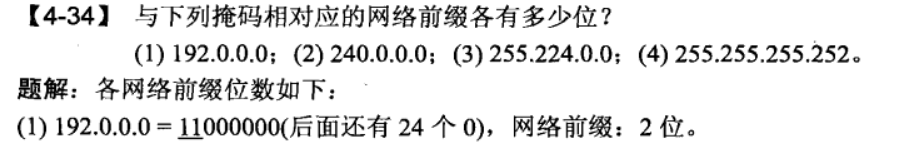 【4-34】 与下列掩码相对应的网络前缀各有多少位？
(1) 192.0.0.0；(2) 240.0.0.0；(3) 255.224.0.0；(4) 255.255.255.252。
题解：各网络前缀位数如下：
(1) 192.0.0.0 = 11000000(后面还有 24 个 0)，网络前缀：2 位。